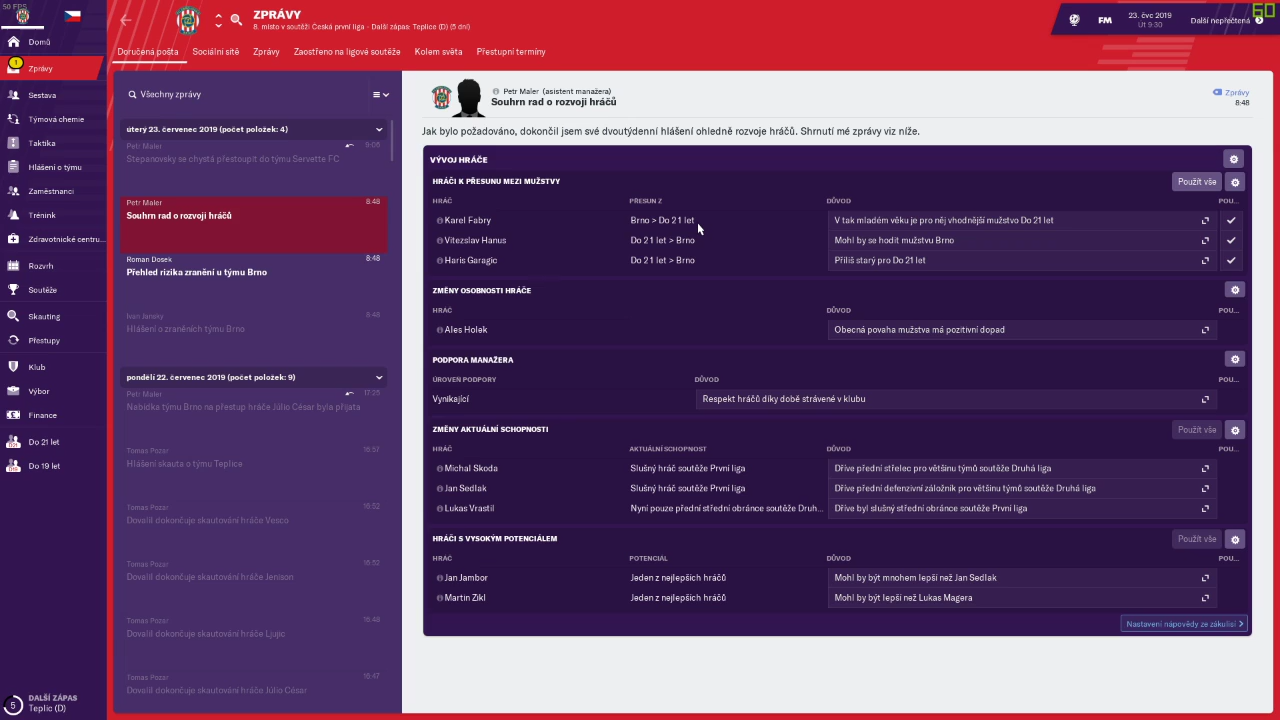 50 FPS
Domů
1
Zprávy
Sestava
Týmová chemie
Taktika
Hlášení o týmu
Zaměstnanci
Trénink
Zdravotnické centru...
Rozvrh
Soutěže
Skauting
Přestupy
Klub
Výbor
Finance
Do 21 let
Do 19 let
5
DALŠÍ ZÁPAS
Teplic (D)
ZPRÁVY
8. místo v soutěži Česká první liga - Další zápas: Teplice (D) (5 dní)
FM
23. čvc 2019
Út 9:30
Další nepřečtená
60
Doručená pošta
Sociální sítě
Zprávy
Zaostřeno na ligové soutěže
Kolem světa
Přestupní termíny
Všechny zprávy
úterý 23. červenec 2019 (počet položek: 4)
Petr Maler 9:06
Stepanovsky se chystá přestoupit do týmu Servette FC
Petr Maler 8:48
Souhrn rad o rozvoji hráčů
Roman Dosek 8:48
Přehled rizika zranění u týmu Brno
Ivan Jansky 8:48
Hlášení o zraněních týmu Brno
pondělí 22. červenec 2019 (počet položek: 9)
Petr Maler 17:25
Nabídka týmu Brno na přestup hráče Júlio César byla přijata
Tomas Pozar 16:57
Hlášení skauta o týmu Teplice
Tomas Pozar 16:52
Dovalil dokončuje skautování hráče Vesco
Tomas Pozar 16:52
Dovalil dokončuje skautování hráče Jenison
Tomas Pozar 16:48
Dovalil dokončuje skautování hráče Ljujic
Tomas Pozar 16:47
Dovalil dokončuje skautování hráče Júlio César
Petr Maler (asistent manažera)
Souhrn rad o rozvoji hráčů
Zprávy
8:48
Jak bylo požadováno, dokončil jsem své dvoutýdenní hlášení ohledně rozvoje hráčů. Shrnutí mé zprávy viz níže.
VÝVOJ HRÁČE
HRÁČI K PŘESUNU MEZI MUŽSTVY Použít vše
HRÁČ PŘESUN Z DŮVOD POU...
Karel Fabry Brno > Do 21 let V tak mladém věku je pro něj vhodnější mužstvo Do 21 let
Vitezslav Hanus Do 21 let > Brno Mohl by se hodit mužstvu Brno
Haris Garagic Do 21 let > Brno Příliš starý pro Do 21 let
ZMĚNY OSOBNOSTI HRÁČE
HRÁČ DŮVOD POU...
Ales Holek Obecná povaha mužstva má pozitivní dopad
PODPORA MANAŽERA
ÚROVEŇ PODPORY DŮVOD POU...
Vynikající Respekt hráčů díky době strávené v klubu
ZMĚNY AKTUÁLNÍ SCHOPNOSTI Použít vše
HRÁČ AKTUÁLNÍ SCHOPNOST DŮVOD POU...
Michal Skoda Slušný hráč soutěže První liga Dříve přední střelec pro většinu týmů soutěže Druhá liga
Jan Sedlak Slušný hráč soutěže První liga Dříve přední defenzivní záložník pro většinu týmů soutěže Druhá liga
Lukas Vrastil Nyní pouze přední střední obránce soutěže Druh... Dříve byl slušný střední obránce soutěže První liga
HRÁČI S VYSOKÝM POTENCIÁLEM Použít vše
HRÁČ POTENCIÁL DŮVOD POU...
Jan Jambor Jeden z nejlepších hráčů Mohl by být mnohem lepší než Jan Sedlak
Martin Zikl Jeden z nejlepších hráčů Mohl by být lepší než Lukas Magera
Nastavení nápovědy ze zákulisí